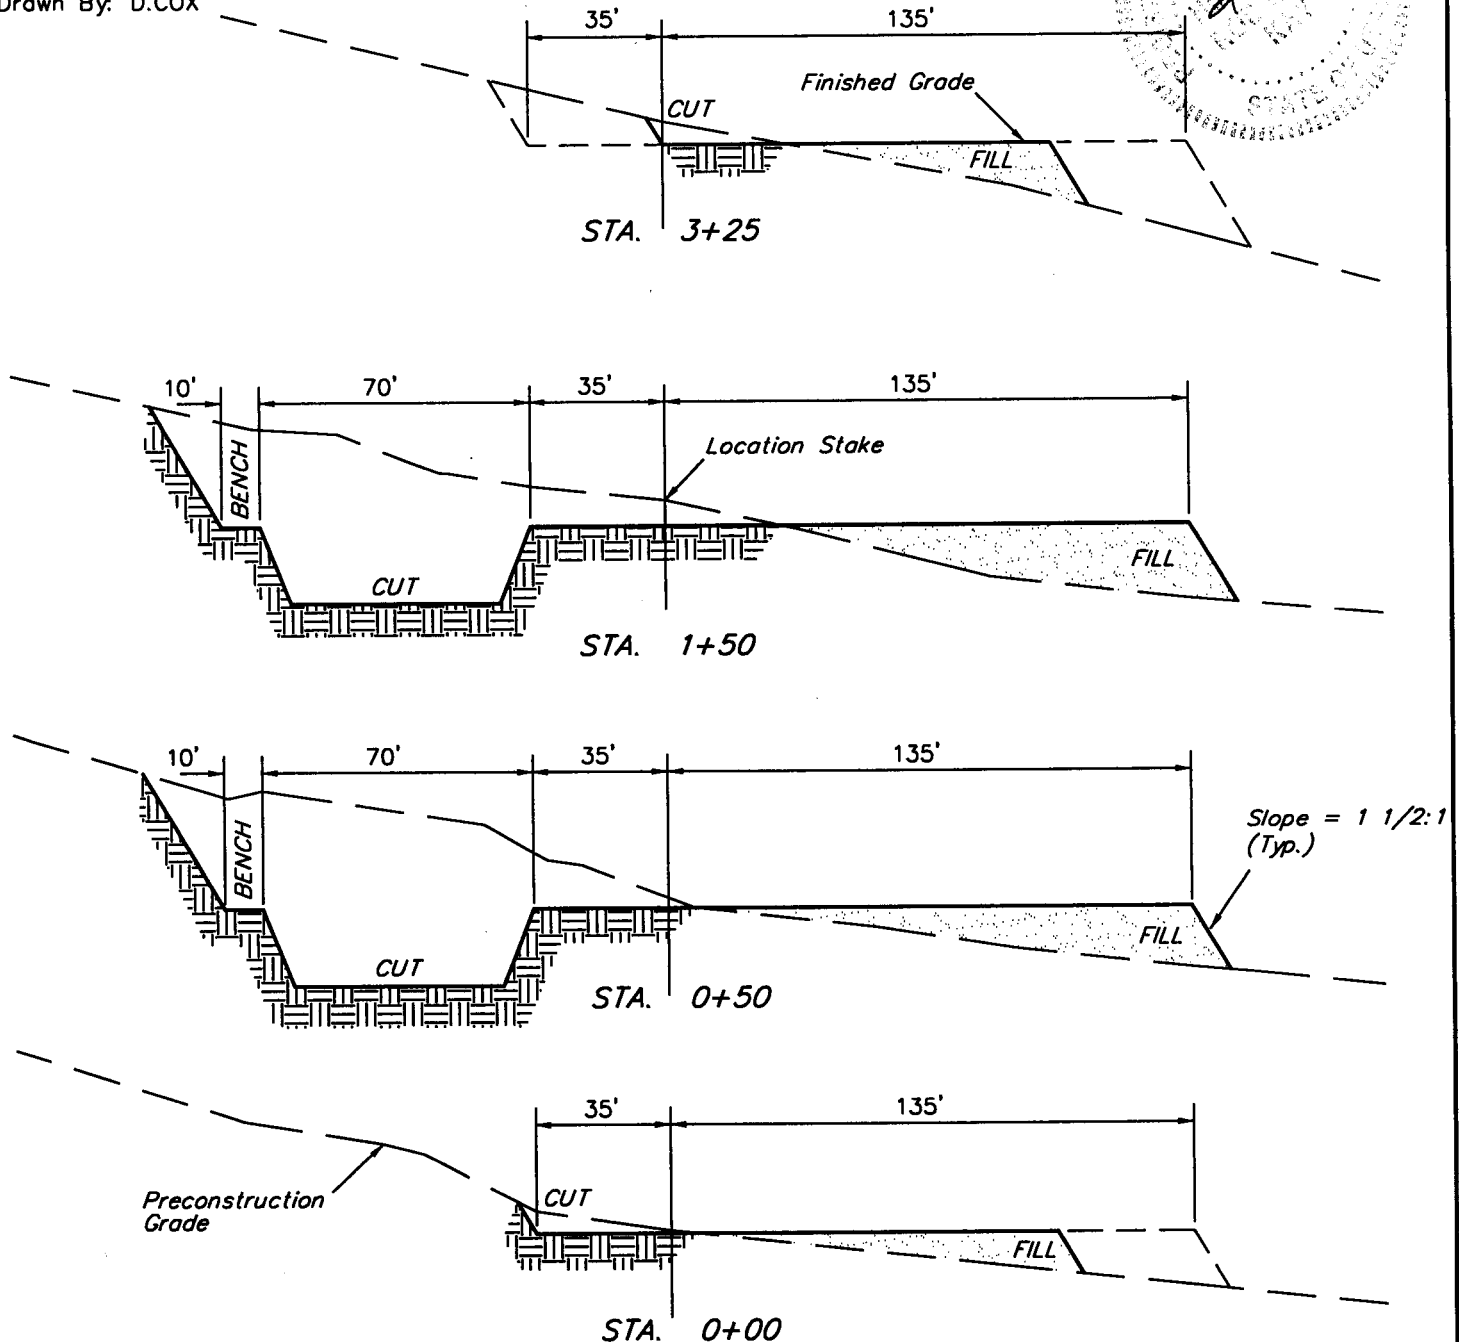 Drawn By: D.COX
35'
135'
STATE OF
Finished Grade
CUT
FILL
STA. 3+25
10'
70'
35'
135'
BENCH
Location Stake
CUT
FILL
STA. 1+50
10'
70'
35'
135'
BENCH
Slope = 1 1/2:1
(Typ.)
CUT
FILL
STA. 0+50
35'
135'
Preconstruction
Grade
CUT
FILL
STA. 0+00